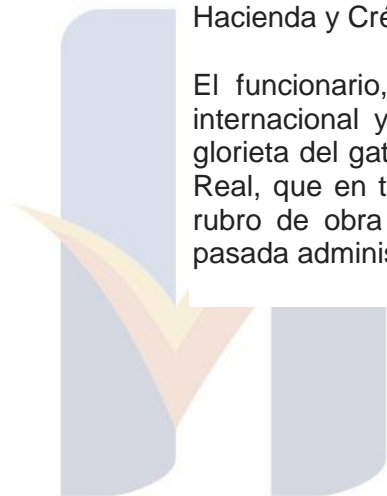 Hacienda y Cré
El funcionario,
internacional y
glorieta del gat
Real, que en t
rubro de obra
pasada adminis